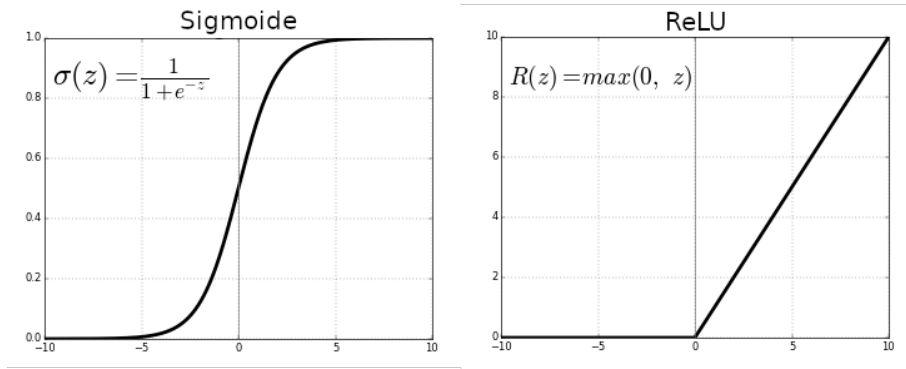 Sigmoide
1.0
σ(z) = 1/(1+e^{-z})
0.8
0.6
0.4
0.2
0.0
−10 −5 0 5 10
ReLU
10
R(z) = max(0, z)
8
6
4
2
0
−10 −5 0 5 10